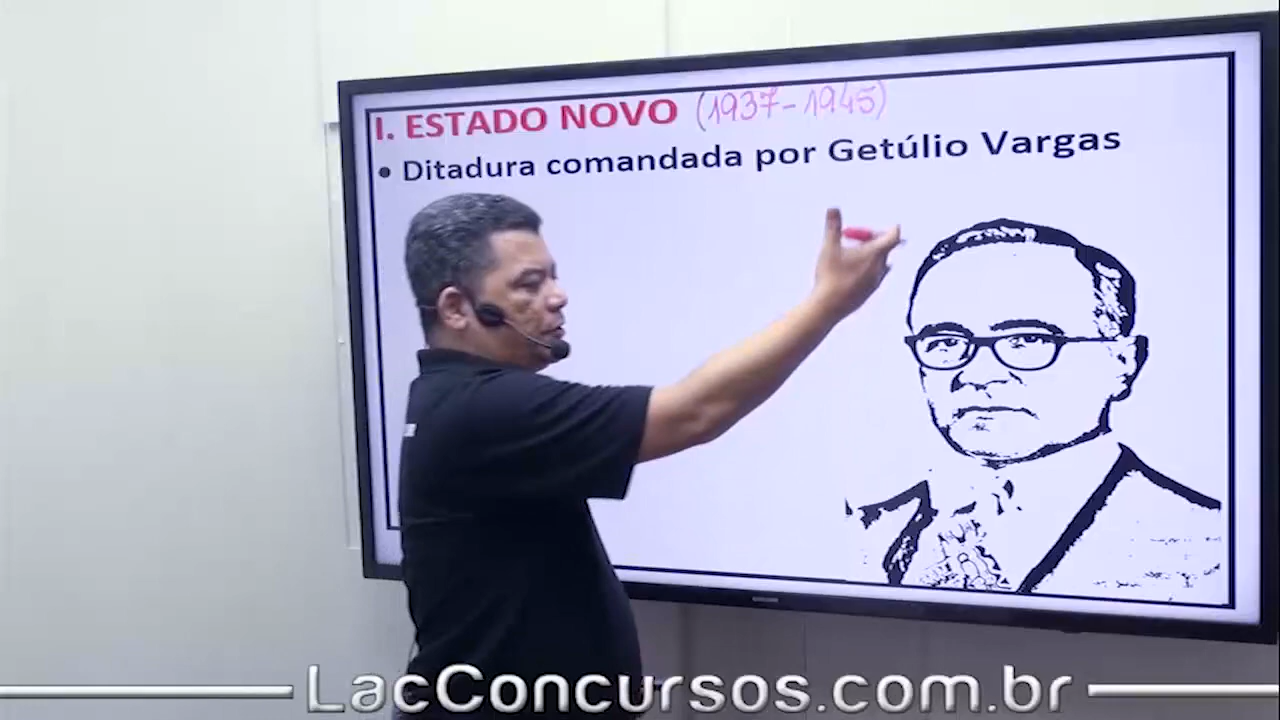 I. ESTADO NOVO (1937-1945)
• Ditadura comandada por Getúlio Vargas
LacConcursos.com.br